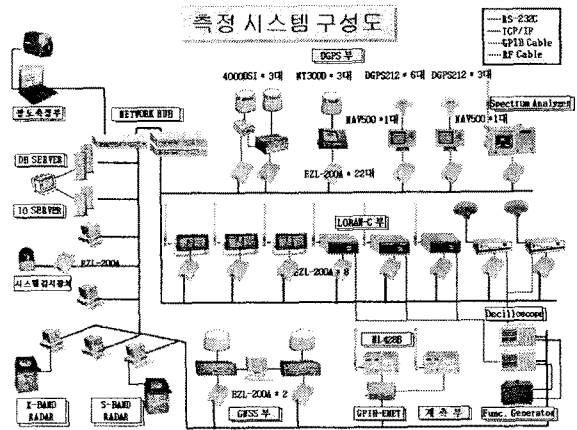 측정 시스템 구성도
RS-232C
TCP/IP
GPIB Cable
RF Cable
DGPS 부
4000DSI * 3대
NT300D * 3대
DGPS212 * 6대
DGPS212 * 3대
Spectrum Analyzer
NAV500 *1대
NAV500 *1대
EZL-200A * 22대
NETWORK HUB
DB SERVER
IO SERVER
EZL-200A
시스템감시장치
LORAN-C 부
EZL-200A * 8
Oscilloscope
NL428B
X-BAND
RADAR
S-BAND
RADAR
EZL-200A * 2
GNSS 부
GPIB-ENET
계측부
Func. Generator